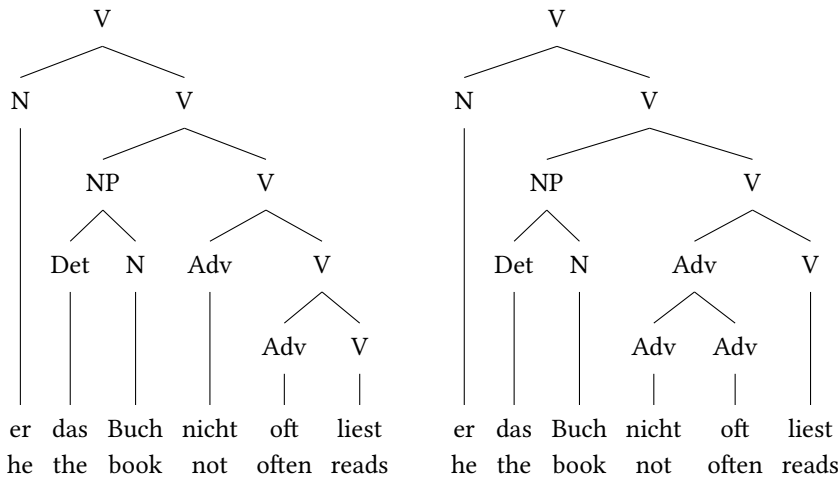 V V
N V N V
NP V NP V
Det N Adv V Det N Adv V
Adv V Adv Adv
er das Buch nicht oft liest er das Buch nicht oft liest
he the book not often reads he the book not often reads